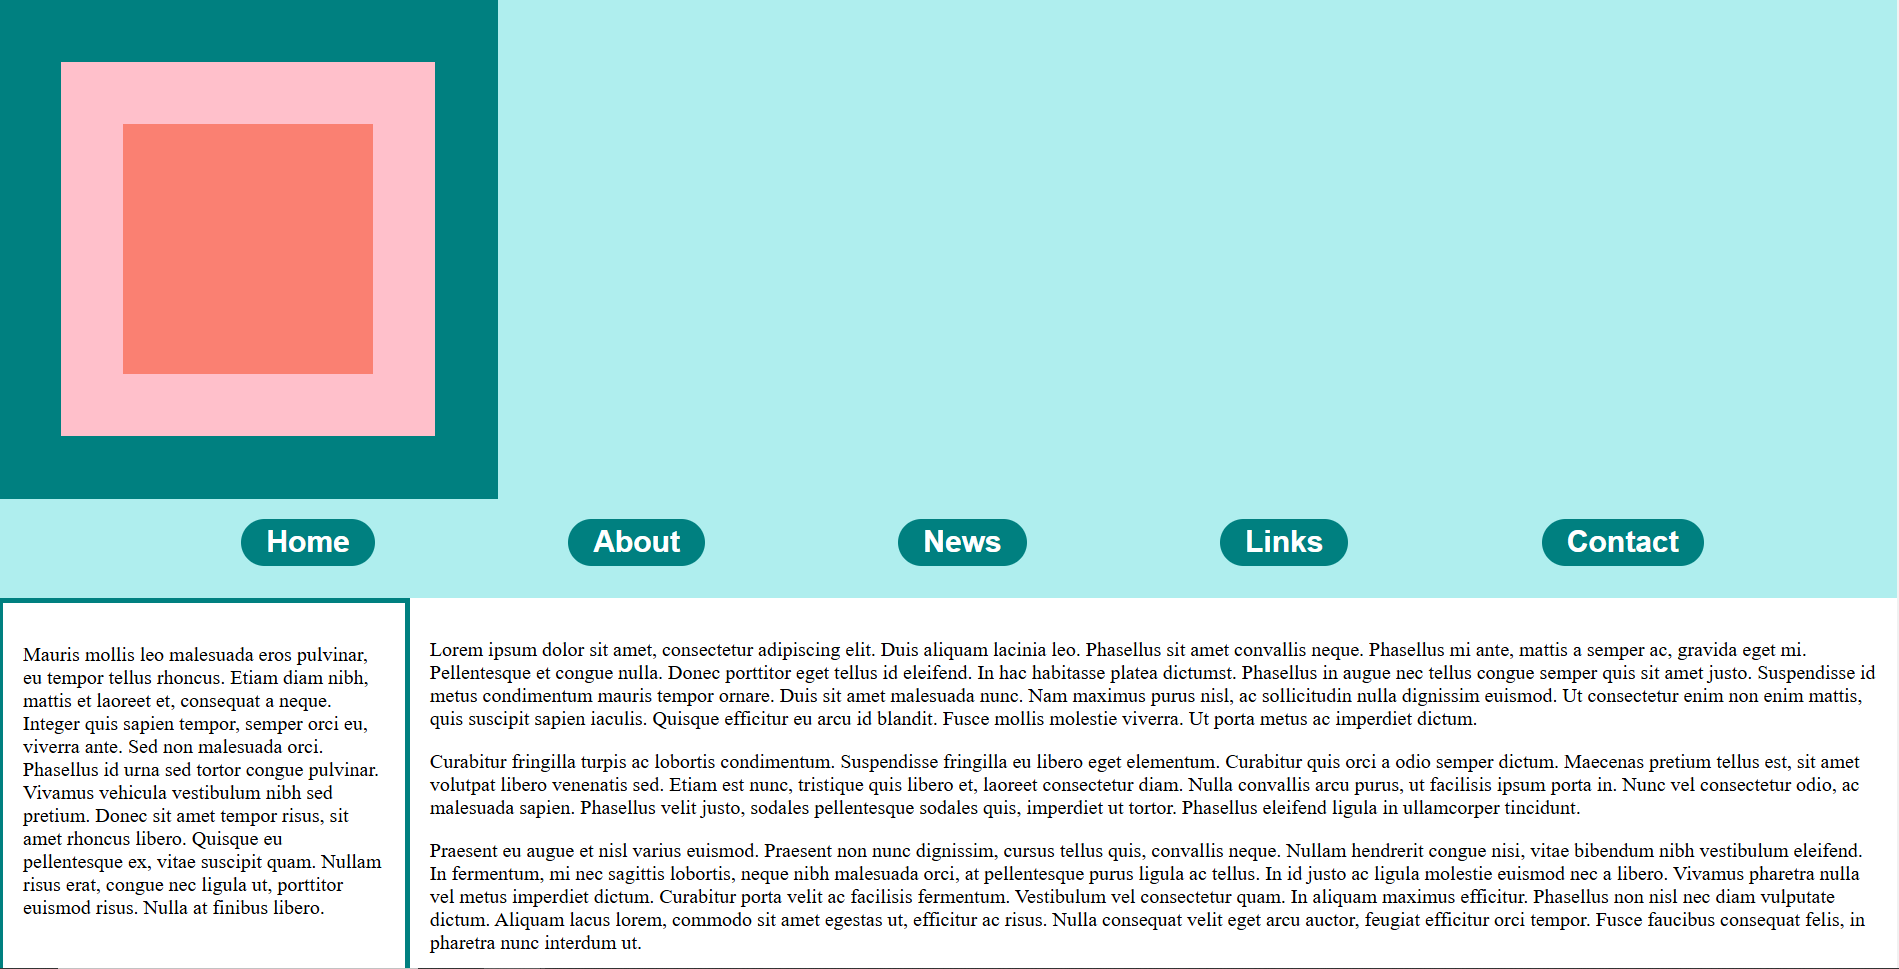 Home
About
News
Links
Contact
Mauris mollis leo malesuada eros pulvinar,
eu tempor tellus rhoncus. Etiam diam nibh,
mattis et laoreet et, consequat a neque.
Integer quis sapien tempor, semper orci eu,
viverra ante. Sed non malesuada orci.
Phasellus id urna sed tortor congue pulvinar.
Vivamus vehicula vestibulum nibh sed
pretium. Donec sit amet tempor risus, sit
amet rhoncus libero. Quisque eu
pellentesque ex, vitae suscipit quam. Nullam
risus erat, congue nec ligula ut, porttitor
euismod risus. Nulla at finibus libero.
Lorem ipsum dolor sit amet, consectetur adipiscing elit. Duis aliquam lacinia leo. Phasellus sit amet convallis neque. Phasellus mi ante, mattis a semper ac, gravida eget mi.
Pellentesque et congue nulla. Donec porttitor eget tellus id eleifend. In hac habitasse platea dictumst. Phasellus in augue nec tellus congue semper quis sit amet justo. Suspendisse id
metus condimentum mauris tempor ornare. Duis sit amet malesuada nunc. Nam maximus purus nisl, ac sollicitudin nulla dignissim euismod. Ut consectetur enim non enim mattis,
quis suscipit sapien iaculis. Quisque efficitur eu arcu id blandit. Fusce mollis molestie viverra. Ut porta metus ac imperdiet dictum.
Curabitur fringilla turpis ac lobortis condimentum. Suspendisse fringilla eu libero eget elementum. Curabitur quis orci a odio semper dictum. Maecenas pretium tellus est, sit amet
volutpat libero venenatis sed. Etiam est nunc, tristique quis libero et, laoreet consectetur diam. Nulla convallis arcu purus, ut facilisis ipsum porta in. Nunc vel consectetur odio, ac
malesuada sapien. Phasellus velit justo, sodales pellentesque sodales quis, imperdiet ut tortor. Phasellus eleifend ligula in ullamcorper tincidunt.
Praesent eu augue et nisl varius euismod. Praesent non nunc dignissim, cursus tellus quis, convallis neque. Nullam hendrerit congue nisi, vitae bibendum nibh vestibulum eleifend.
In fermentum, mi nec sagittis lobortis, neque nibh malesuada orci, at pellentesque purus ligula ac tellus. In id justo ac ligula molestie euismod nec a libero. Vivamus pharetra nulla
vel metus imperdiet dictum. Curabitur porta velit ac facilisis fermentum. Vestibulum vel consectetur quam. In aliquam maximus efficitur. Phasellus non nisl nec diam vulputate
dictum. Aliquam lacus lorem, commodo sit amet egestas ut, efficitur ac risus. Nulla consequat velit eget arcu auctor, feugiat efficitur orci tempor. Fusce faucibus consequat felis, in
pharetra nunc interdum ut.